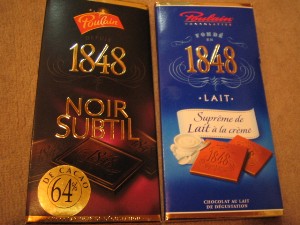 Poulain
1848
NOIR
SUBTIL
DE CACAO
64%
Poulain
CHOCOLATIER
FONDÉ
EN
1848
• LAIT •
Suprême de
Lait à la crème
1848
CHOCOLAT AU LAIT
DE DÉGUSTATION